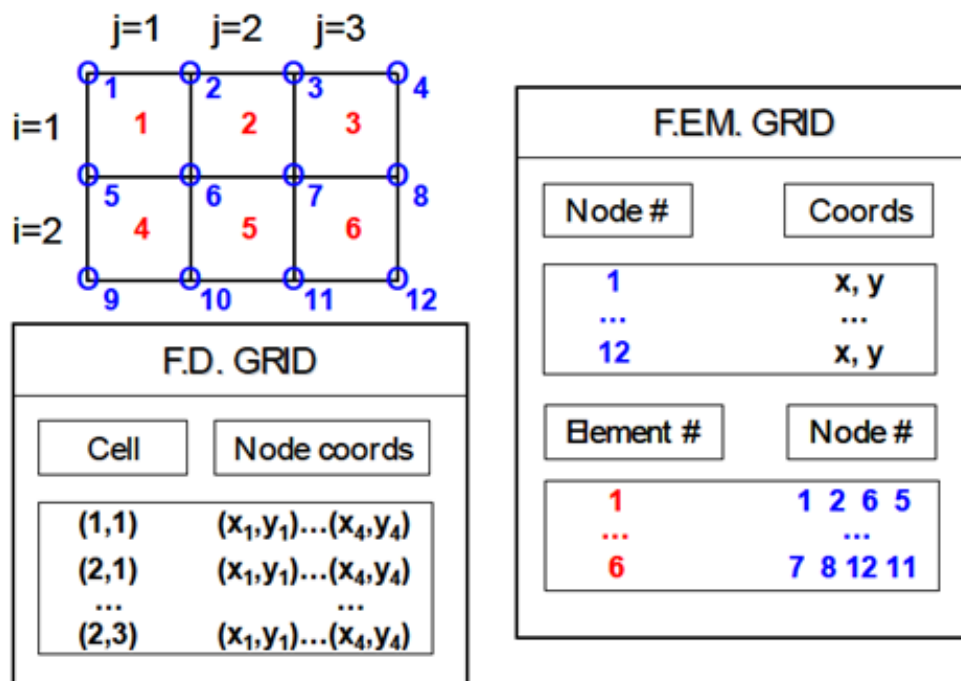 j=1 j=2 j=3
1 2 3 4
i=1 1 2 3
5 6 7 8
i=2 4 5 6
9 10 11 12
F.D. GRID
Cell Node coords
(1,1) (x₁,y₁)...(x₄,y₄)
(2,1) (x₁,y₁)...(x₄,y₄)
... ...
(2,3) (x₁,y₁)...(x₄,y₄)
F.EM. GRID
Node # Coords
1 x, y
... ...
12 x, y
Element # Node #
1 1 2 6 5
... ...
6 7 8 12 11